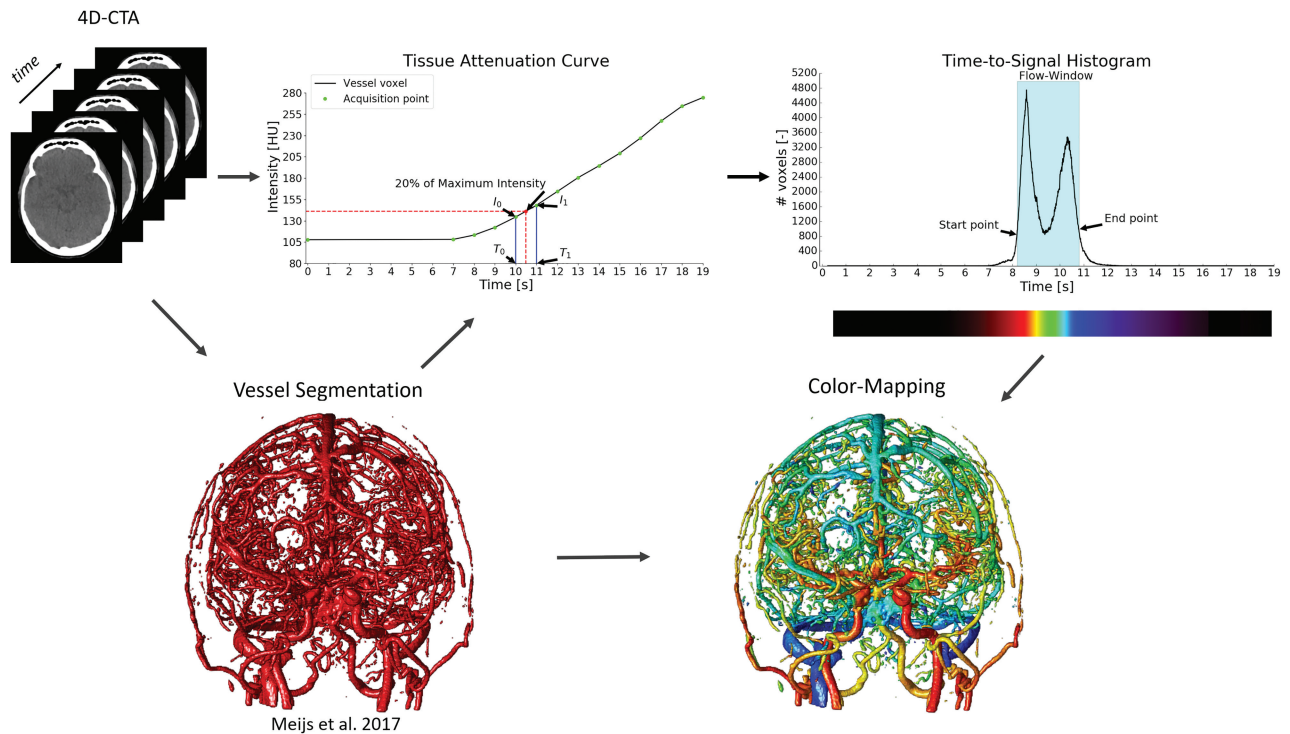 4D-CTA
time
Tissue Attenuation Curve
Vessel voxel
Acquisition point
Intensity [HU]
280
255
230
205
180
155
130
105
80
20% of Maximum Intensity
I0
I1
T0
T1
0 1 2 3 4 5 6 7 8 9 10 11 12 13 14 15 16 17 18 19
Time [s]
Time-to-Signal Histogram
Flow-Window
# voxels [-]
5200
4800
4400
4000
3600
3200
2800
2400
2000
1600
1200
800
400
0
Start point
End point
0 1 2 3 4 5 6 7 8 9 10 11 12 13 14 15 16 17 18 19
Time [s]
Vessel Segmentation
Color-Mapping
Meijs et al. 2017